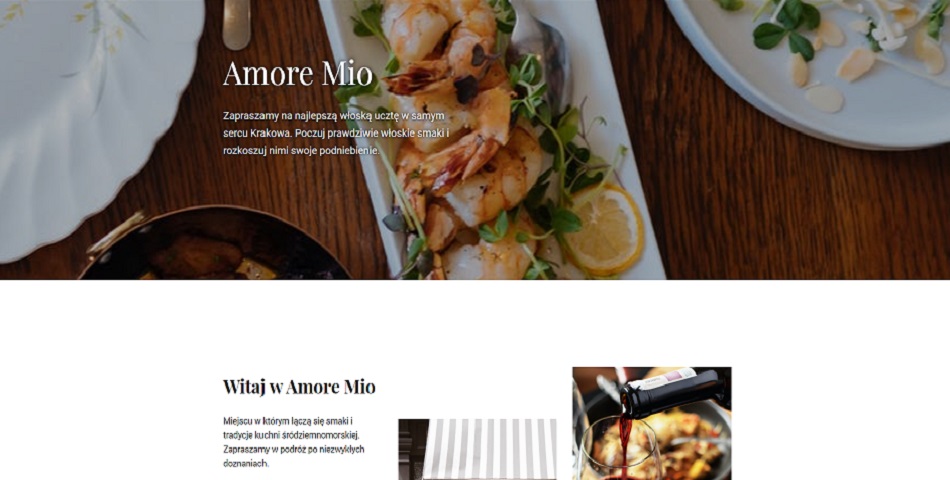 Amore Mio
Zapraszamy na najlepszą włoską ucztę w samym
sercu Krakowa. Poczuj prawdziwie włoskie smaki i
rozkoszuj nimi swoje podniebienie.
Witaj w Amore Mio
Miejscu w którym łączą się smaki i
tradycje kuchni śródziemnomorskiej.
Zapraszamy w podróż po niezwykłych
doznaniach.